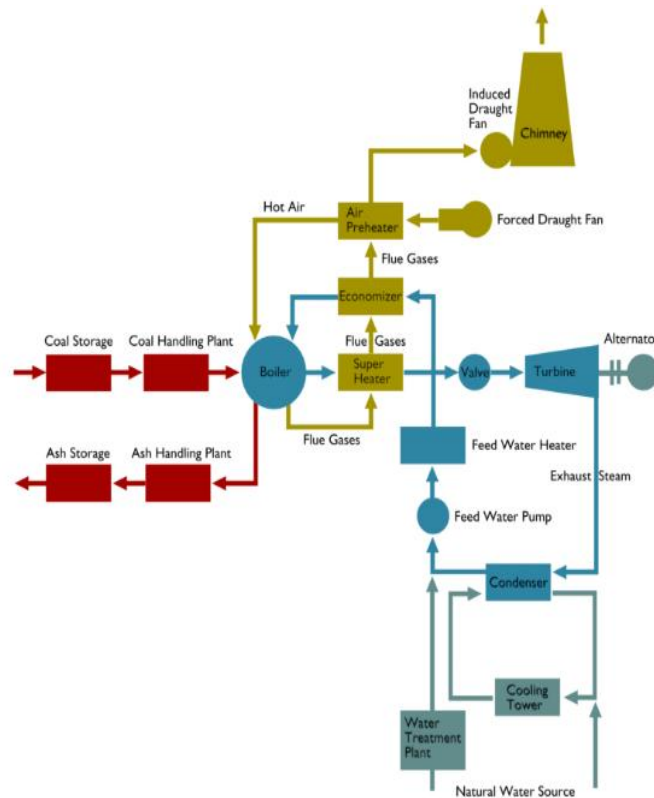 Induced
Draught
Fan
Chimney
Hot Air
Air
Preheater
Forced Draught Fan
Flue Gases
Economizer
Coal Storage
Coal Handling Plant
Flue Gases
Alternato
Boiler
Super
Heater
Valve
Turbine
Flue Gases
Feed Water Heater
Ash Storage
Ash Handling Plant
Exhaust Steam
Feed Water Pump
Condenser
Cooling
Tower
Water
Treatment
Plant
Natural Water Source